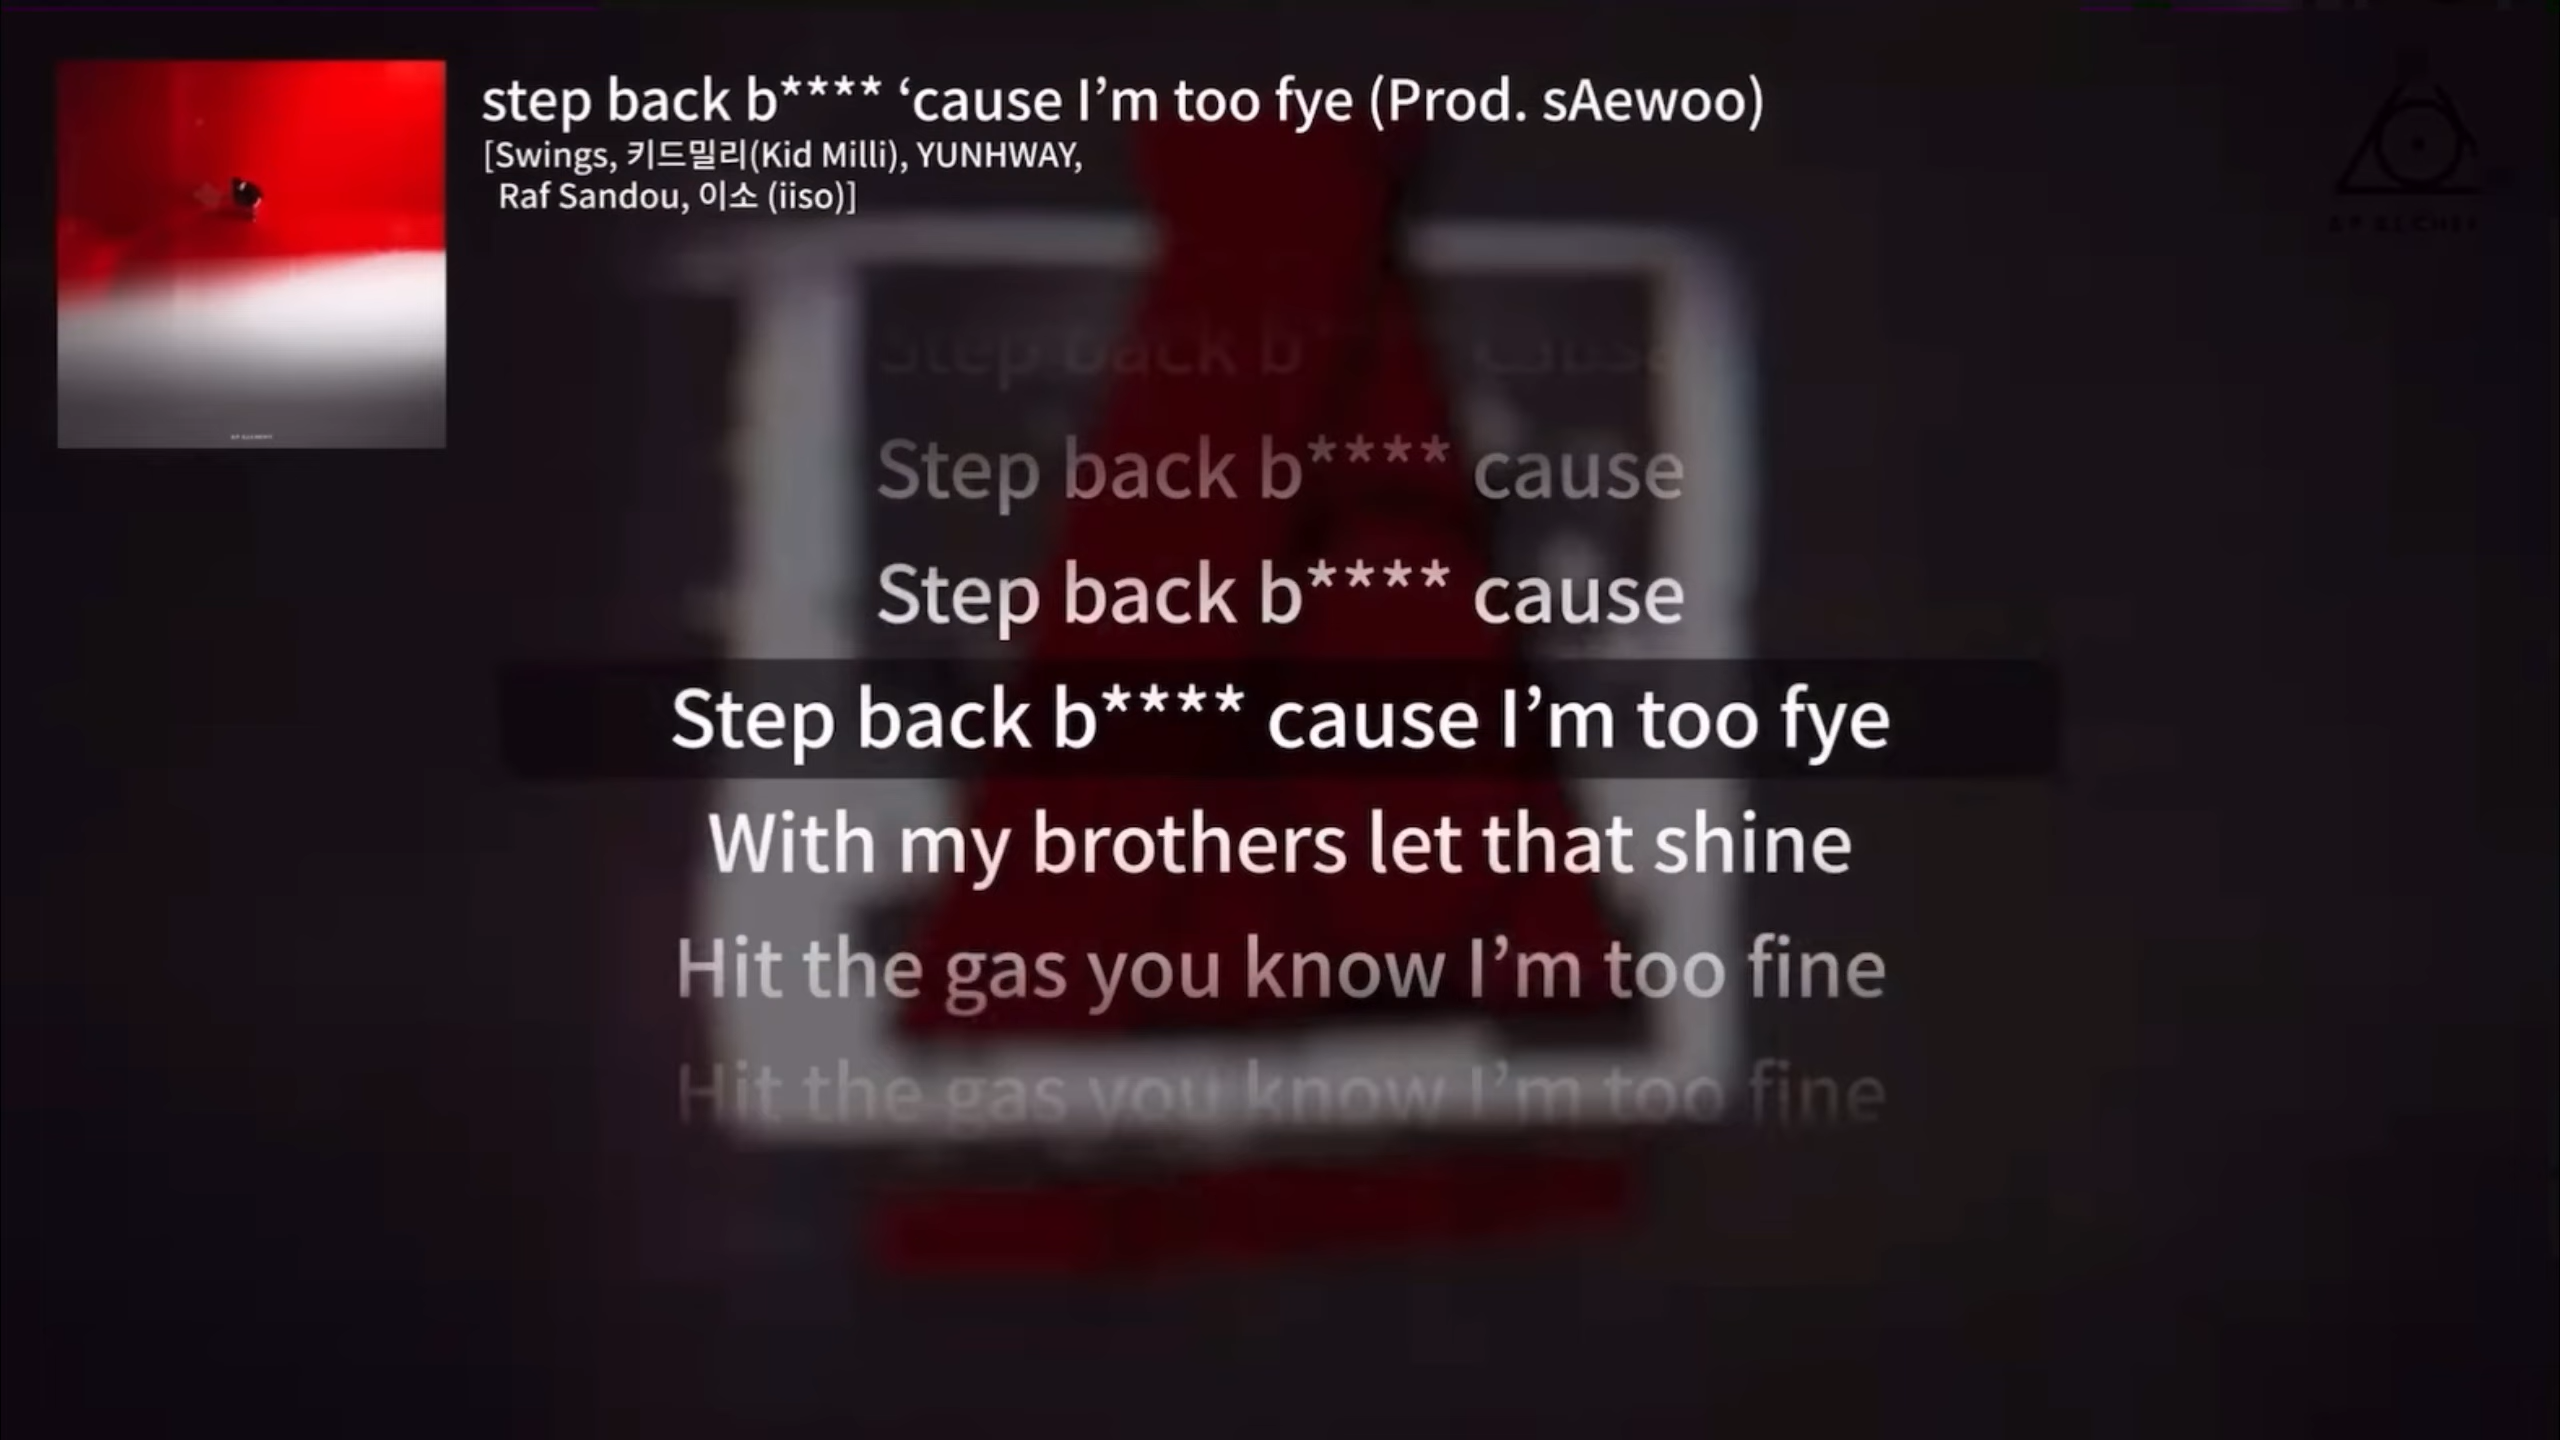 step back b**** ‘cause I’m too fye (Prod. sAewoo)
[Swings, 키드밀리(Kid Milli), YUNHWAY,
Raf Sandou, 이소 (iiso)]
Step back b**** cause
Step back b**** cause
Step back b**** cause I’m too fye
With my brothers let that shine
Hit the gas you know I’m too fine
Hit the gas you know I’m too fine